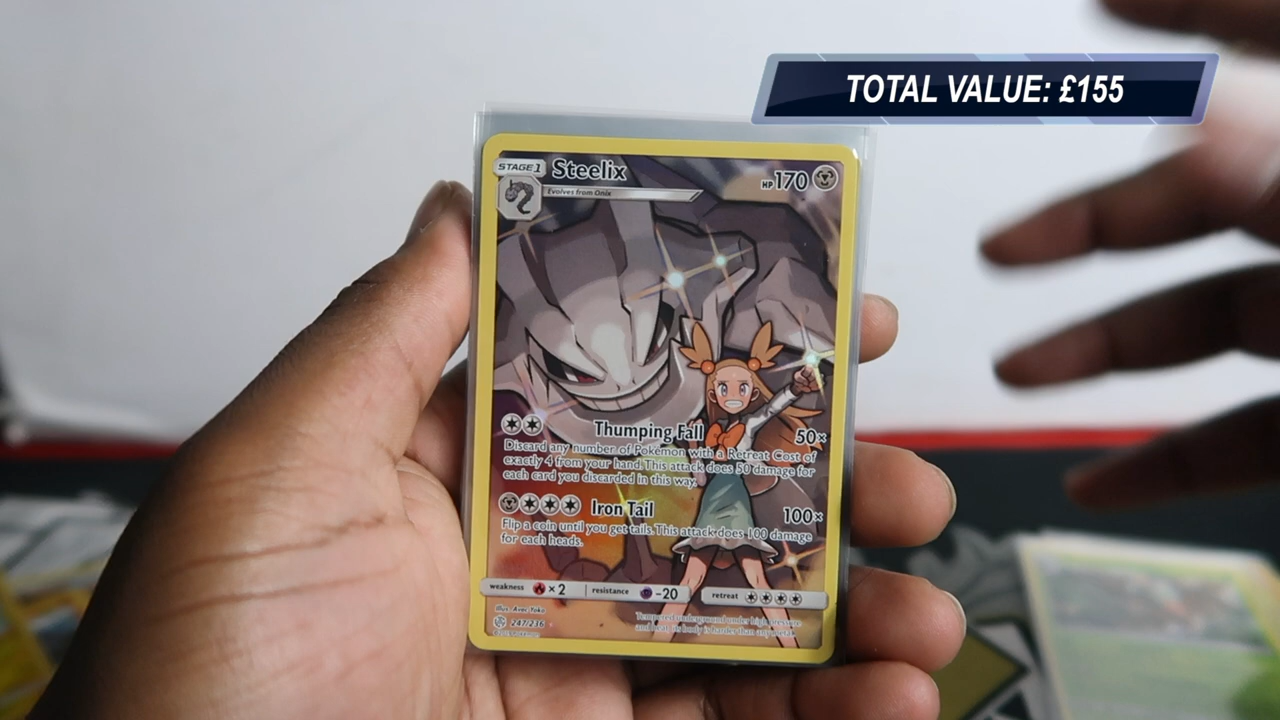 TOTAL VALUE: £155
STAGE 1 Steelix HP 170
Evolves from Onix
Thumping Fall 50×
Discard any number of Pokémon with a Retreat Cost of
exactly 4 from your hand. This attack does 50 damage for
each card you discarded in this way.
Iron Tail 100×
Flip a coin until you get tails. This attack does 100 damage
for each heads.
weakness ×2 resistance -20 retreat
Illus. Avec Yoko
247/236
Tempered underground under high pressure
and heat, its body is harder than any metal.